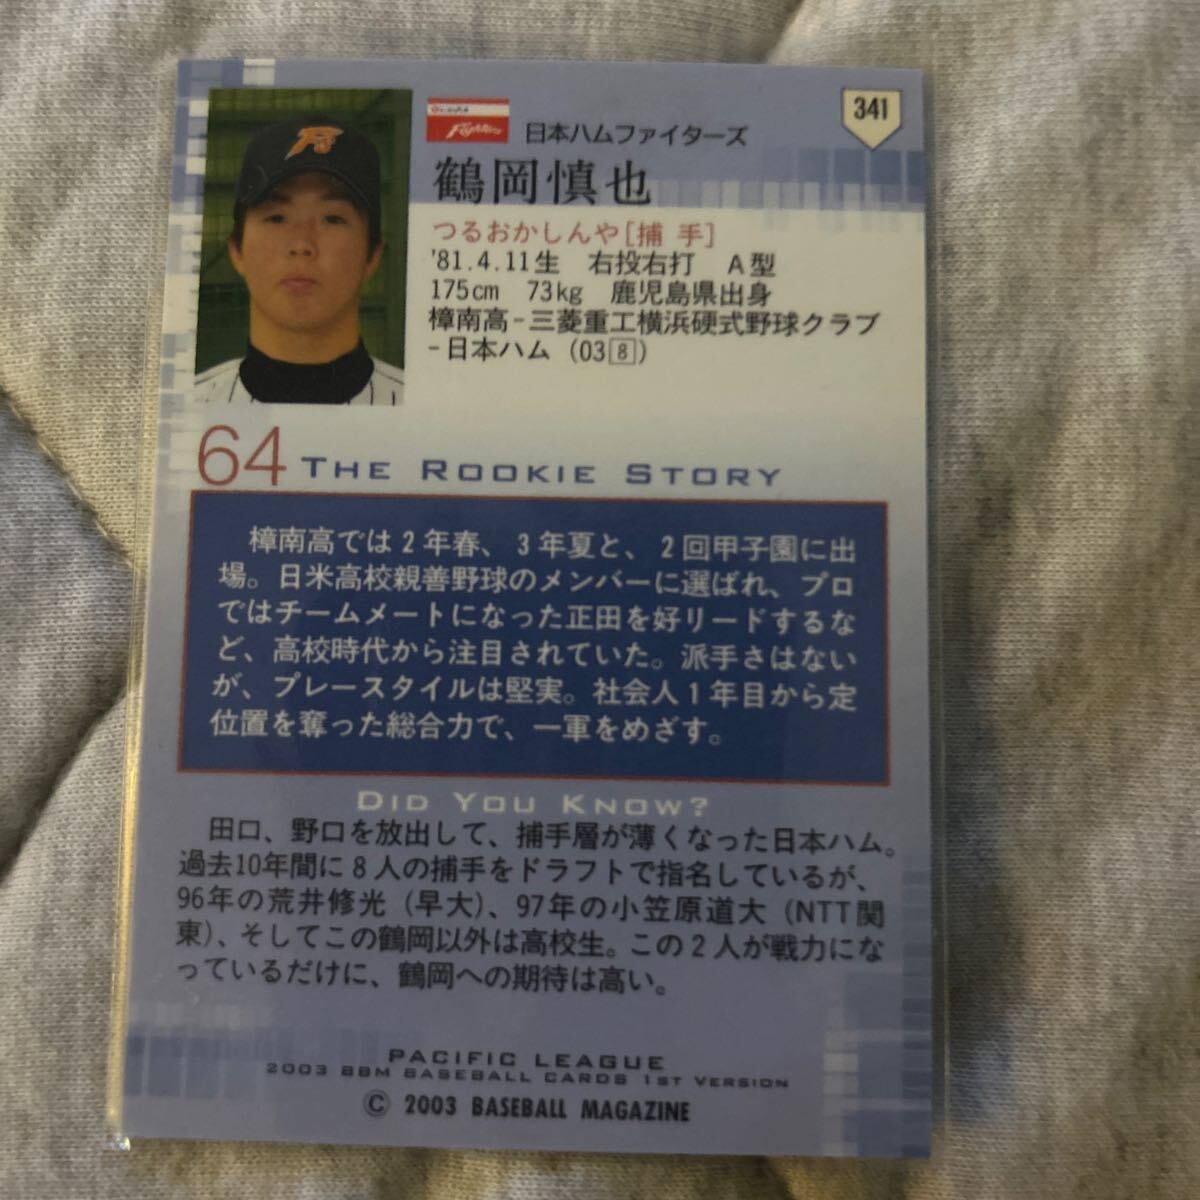 341
Fighters
日本ハムファイターズ
鶴岡慎也
つるおかしんや[捕 手]
'81.4.11生 右投右打 A型
175cm 73kg 鹿児島県出身
樟南高-三菱重工横浜硬式野球クラブ
-日本ハム (03⑧)
64 THE ROOKIE STORY
樟南高では2年春、3年夏と、2回甲子園に出
場。日米高校親善野球のメンバーに選ばれ、プロ
ではチームメートになった正田を好リードするな
ど、高校時代から注目されていた。派手さはない
が、プレースタイルは堅実。社会人1年目から定
位置を奪った総合力で、一軍をめざす。
DID YOU KNOW?
田口、野口を放出して、捕手層が薄くなった日本ハム。
過去10年間に8人の捕手をドラフトで指名しているが、
96年の荒井修光(早大)、97年の小笠原道大(NTT関
東)、そしてこの鶴岡以外は高校生。この2人が戦力にな
っているだけに、鶴岡への期待は高い。
PACIFIC LEAGUE
2003 BBM BASEBALL CARDS 1ST VERSION
© 2003 BASEBALL MAGAZINE